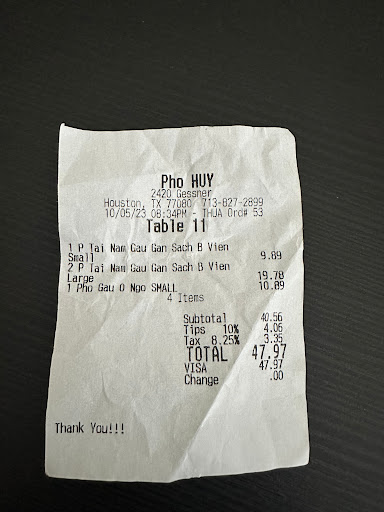 Pho HUY
2420 Gessner
Houston, TX 77080 713-827-2899
10/05/23 08:34PM - THUA Ord# 53
Table 11
1 P Tai Nam Gau Gan Sach B Vien
Small 9.89
2 P Tai Nam Gau Gan Sach B Vien
Large 19.78
1 Pho Gau O Ngo SMALL 10.89
4 Items
Subtotal 40.56
Tips 10% 4.06
Tax 8.25% 3.35
TOTAL 47.97
VISA 47.97
Change .00
Thank You!!!